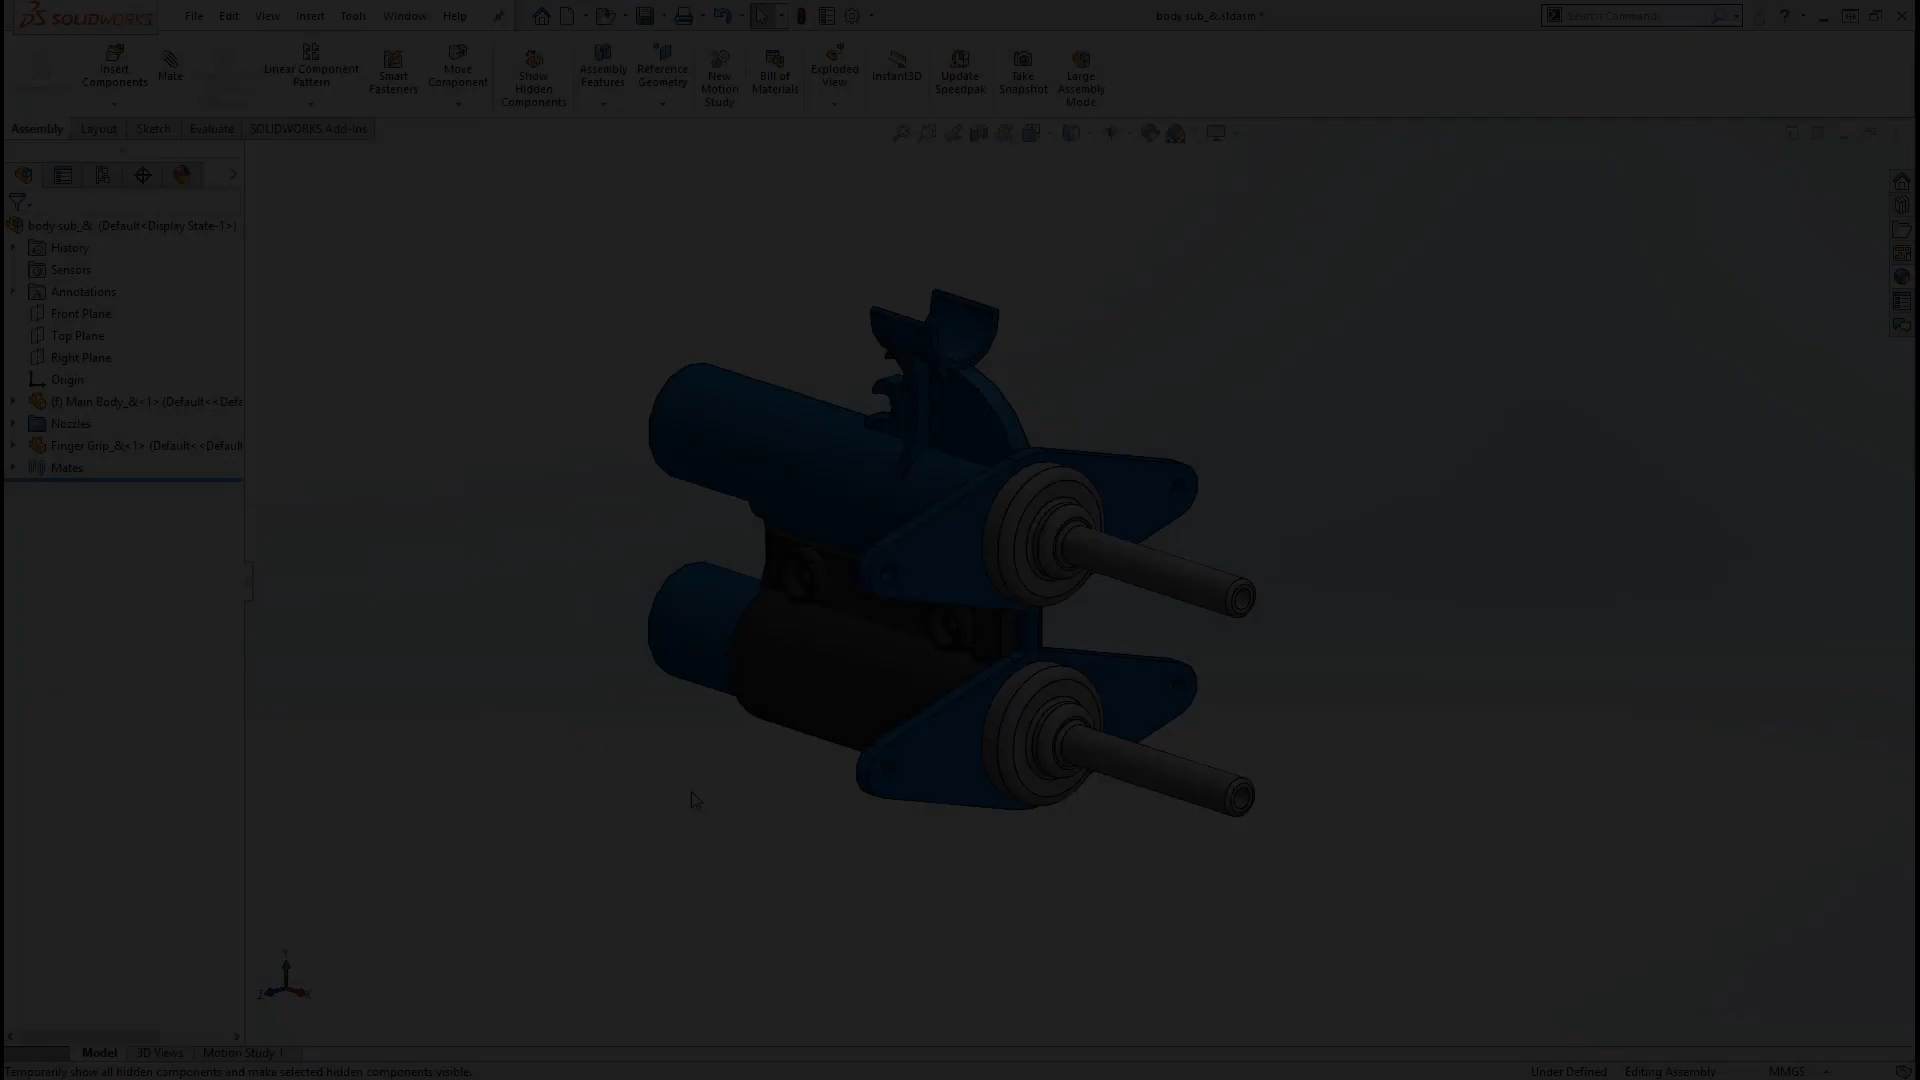 SOLIDWORKS
File Edit View Insert Tools Window Help
body sub_&.sldasm *
Search Commands
Insert Components
Mate
Linear Component Pattern
Smart Fasteners
Move Component
Show Hidden Components
Assembly Features
Reference Geometry
New Motion Study
Bill of Materials
Exploded View
Instant3D
Update Speedpak
Take Snapshot
Large Assembly Mode
Assembly Layout Sketch Evaluate SOLIDWORKS Add-Ins
body sub_& (Default<Display State-1>)
History
Sensors
Annotations
Front Plane
Top Plane
Right Plane
Origin
(f) Main Body_&<1> (Default<<Defa
Nozzles
Finger Grip_&<1> (Default<<Default
Mates
Y
Z X
Model 3D Views Motion Study 1
Temporarily show all hidden components and make selected hidden components visible.
Under Defined Editing Assembly MMGS